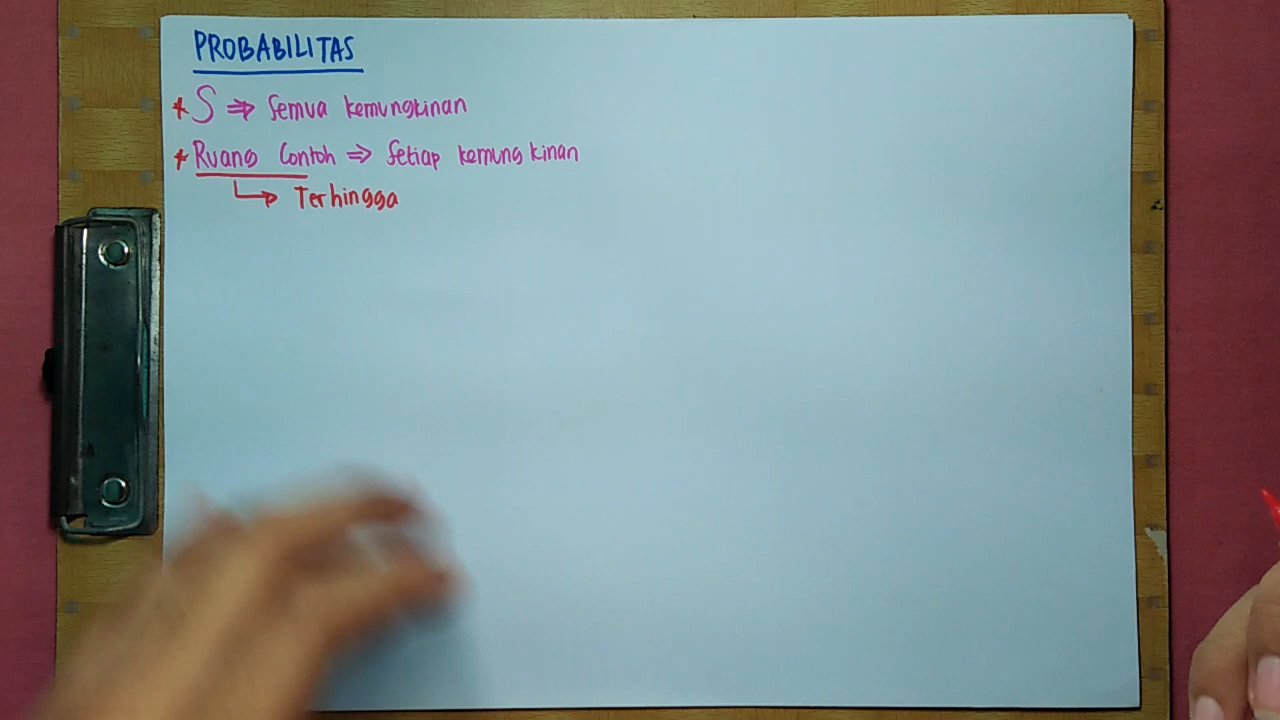 PROBABILITAS
* S ⇒ Semua kemungkinan
* Ruang Contoh ⇒ Setiap kemungkinan
↳ Terhingga